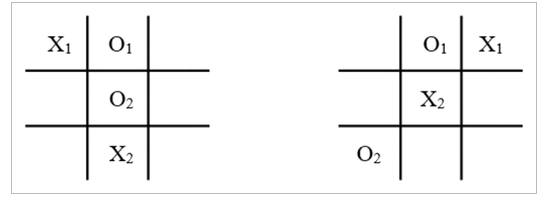 X₁ O₁ O₁ X₁
O₂ X₂
X₂ O₂